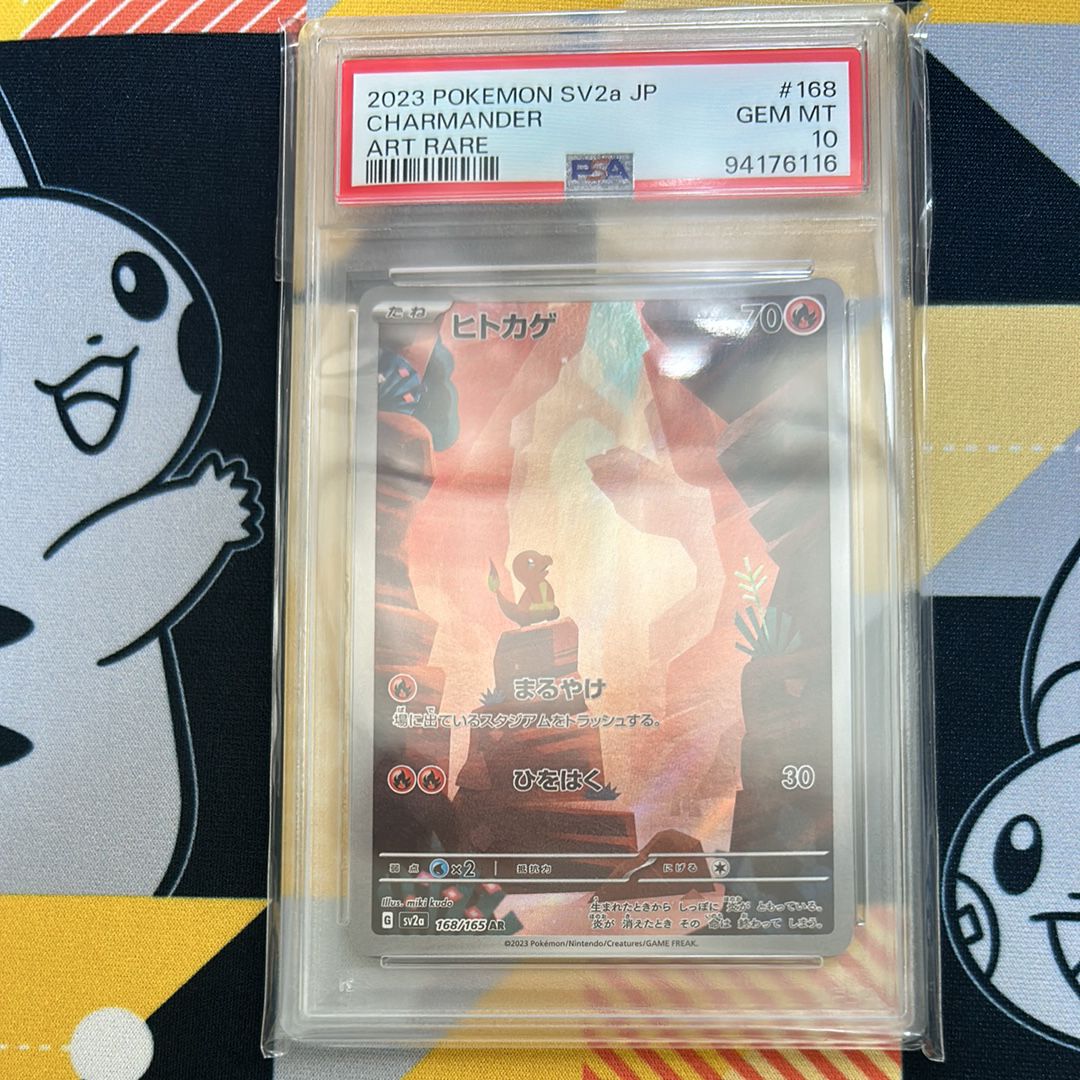 2023 POKEMON SV2a JP #168
CHARMANDER GEM MT
ART RARE 10
PSA 94176116
たね ヒトカゲ 70
まるやけ
場に出ているスタジアムをトラッシュする。
ひをはく 30
弱点 ×2 抵抗力 にげる
Illus. miki kudo
生まれたときから しっぽに 炎が ともっている。
炎が 消えたとき その 命は 終わって しまう。
G sv2a 168/165 AR
©2023 Pokémon/Nintendo/Creatures/GAME FREAK.